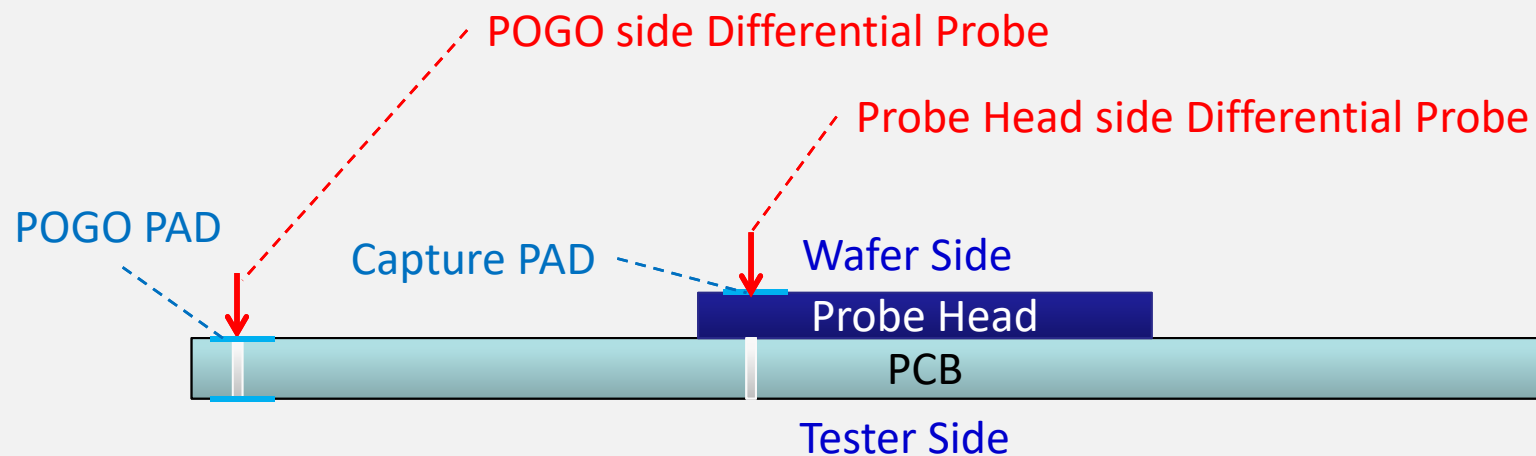 POGO side Differential Probe
Probe Head side Differential Probe
POGO PAD
Capture PAD
Wafer Side
Probe Head
PCB
Tester Side